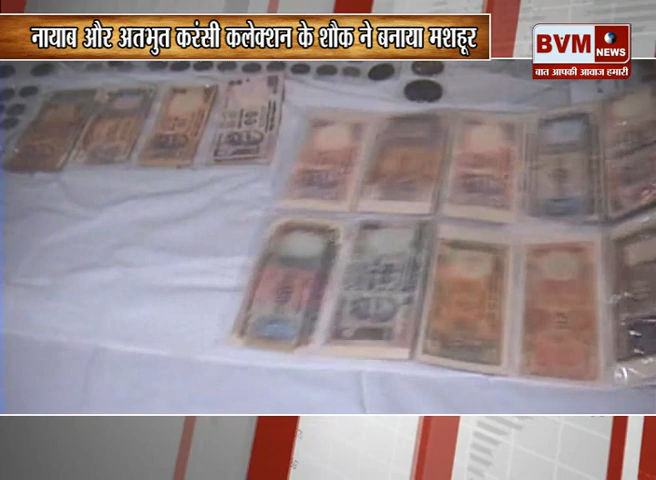 नायाब और अतभुत करंसी कलेक्शन के शौक ने बनाया मशहूर
BVM NEWS
बात आपकी आवाज हमारी